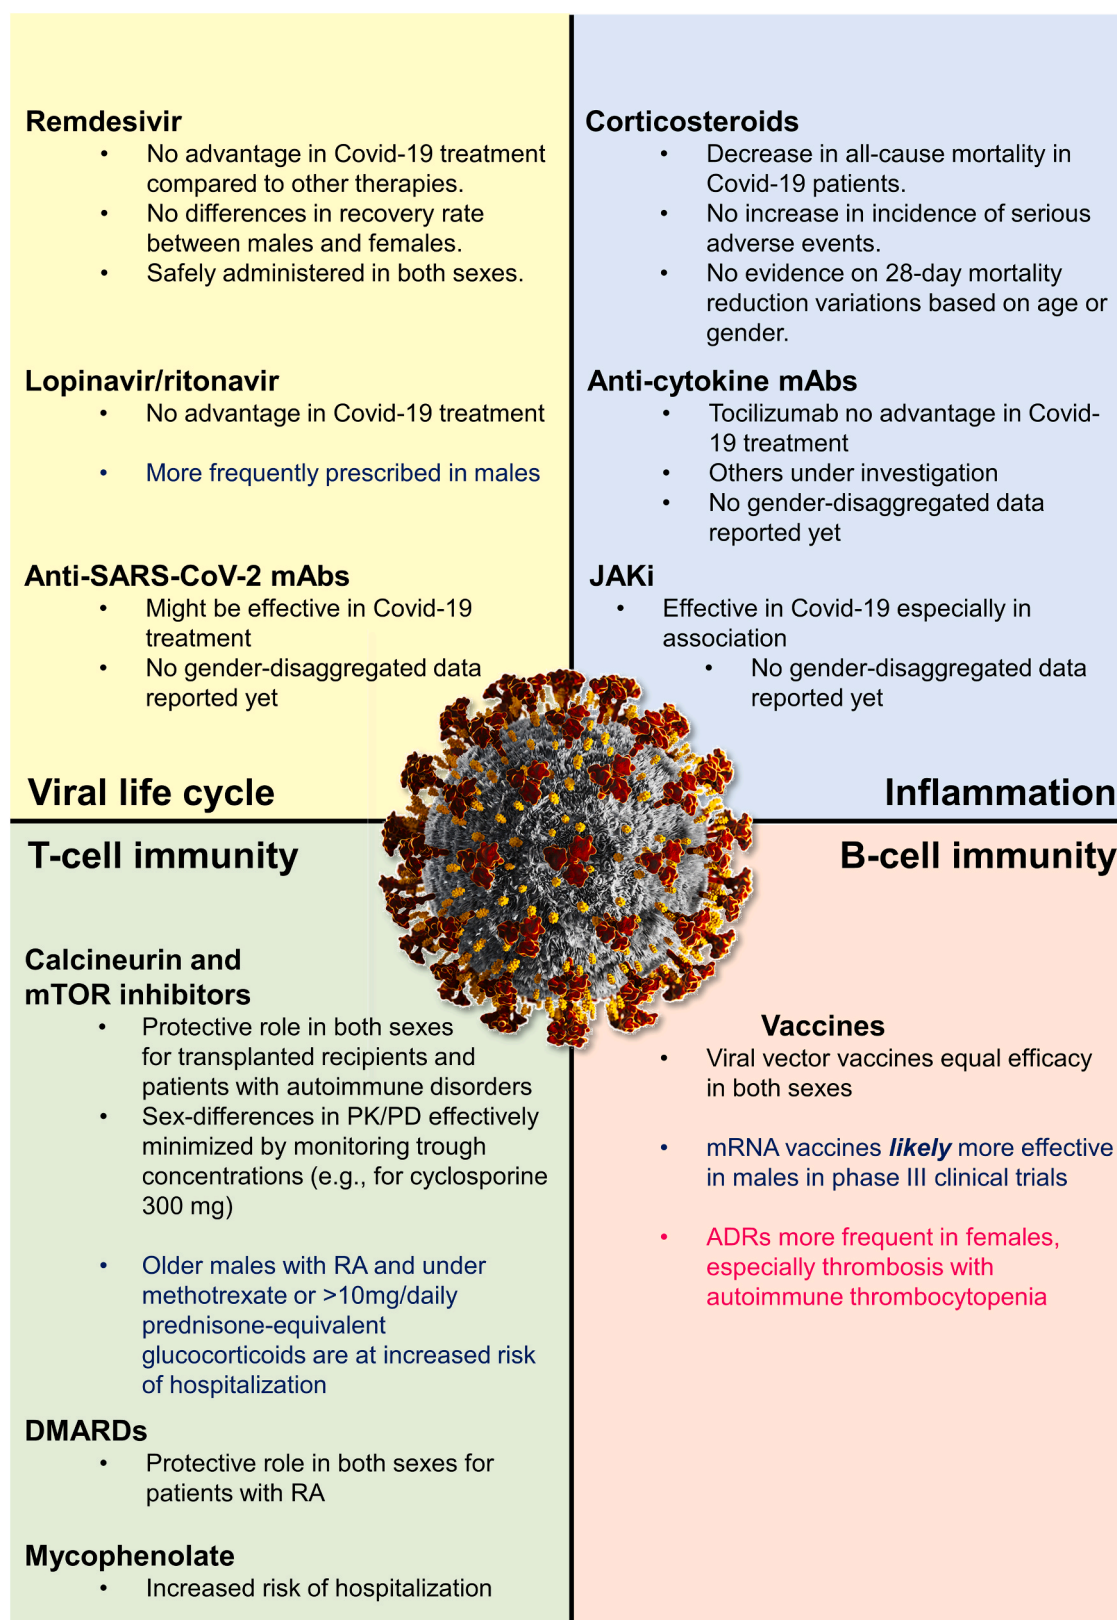 Remdesivir
• No advantage in Covid-19 treatment
compared to other therapies.
• No differences in recovery rate
between males and females.
• Safely administered in both sexes.
Lopinavir/ritonavir
• No advantage in Covid-19 treatment
• More frequently prescribed in males
Anti-SARS-CoV-2 mAbs
• Might be effective in Covid-19
treatment
• No gender-disaggregated data
reported yet
Viral life cycle
Corticosteroids
• Decrease in all-cause mortality in
Covid-19 patients.
• No increase in incidence of serious
adverse events.
• No evidence on 28-day mortality
reduction variations based on age or
gender.
Anti-cytokine mAbs
• Tocilizumab no advantage in Covid-
19 treatment
• Others under investigation
• No gender-disaggregated data
reported yet
JAKi
• Effective in Covid-19 especially in
association
• No gender-disaggregated data
reported yet
Inflammation
T-cell immunity
Calcineurin and
mTOR inhibitors
• Protective role in both sexes
for transplanted recipients and
patients with autoimmune disorders
• Sex-differences in PK/PD effectively
minimized by monitoring trough
concentrations (e.g., for cyclosporine
300 mg)
• Older males with RA and under
methotrexate or >10mg/daily
prednisone-equivalent
glucocorticoids are at increased risk
of hospitalization
DMARDs
• Protective role in both sexes for
patients with RA
Mycophenolate
• Increased risk of hospitalization
B-cell immunity
Vaccines
• Viral vector vaccines equal efficacy
in both sexes
• mRNA vaccines likely more effective
in males in phase III clinical trials
• ADRs more frequent in females,
especially thrombosis with
autoimmune thrombocytopenia